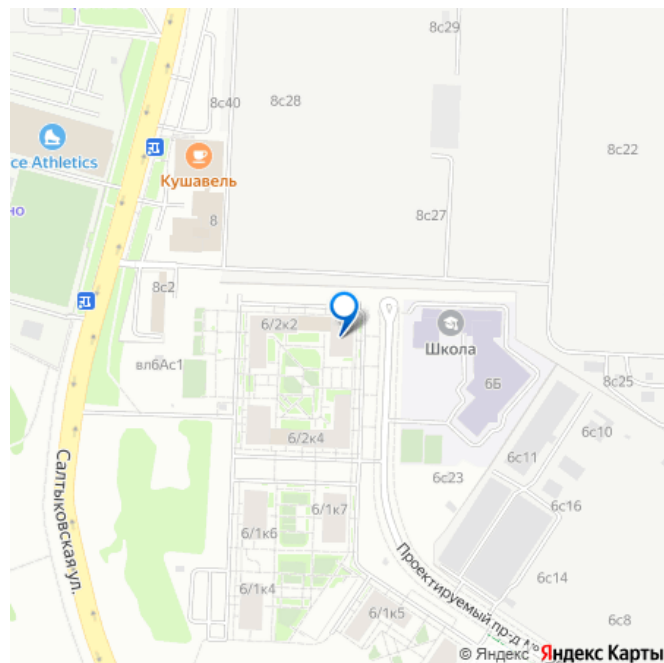 8с29
8с40
8с28
ce Athletics
8с22
Кушавель
но
8
8с27
8с2
6/2к2
Школа
вл6Ас1
6Б
8с25
6/2к4
6с10
6с11
Салтыковская ул.
6с23
6/1к7
6с16
6/1к6
Проектируемый пр-д №
6с14
6/1к4
6/1к5
6с8
© Яндекс Яндекс Карты